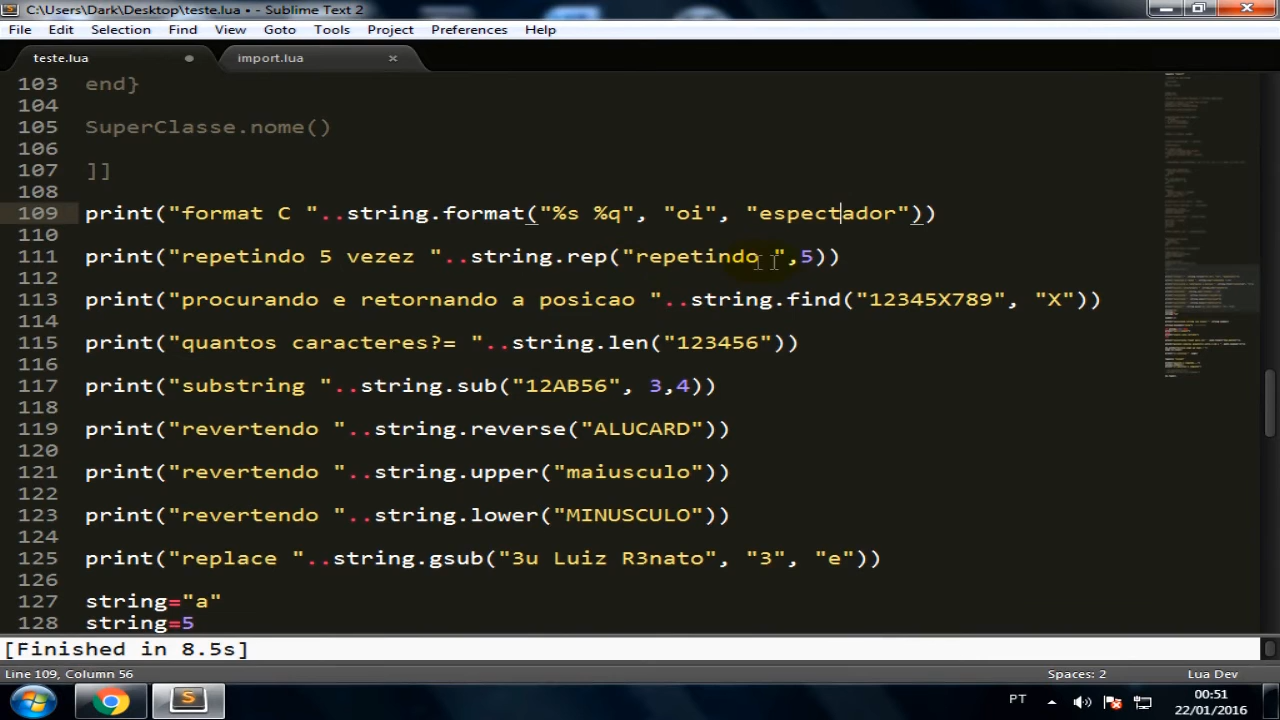 C:\Users\Dark\Desktop\teste.lua • - Sublime Text 2
File Edit Selection Find View Goto Tools Project Preferences Help
teste.lua import.lua
103 end}
104
105 SuperClasse.nome()
106
107 ]]
108
109 print("format C "..string.format("%s %q", "oi", "espectador"))
110
111 print("repetindo 5 vezez "..string.rep("repetindo ",5))
112
113 print("procurando e retornando a posicao "..string.find("12345X789", "X"))
114
115 print("quantos caracteres?= "..string.len("123456"))
116
117 print("substring "..string.sub("12AB56", 3,4))
118
119 print("revertendo "..string.reverse("ALUCARD"))
120
121 print("revertendo "..string.upper("maiusculo"))
122
123 print("revertendo "..string.lower("MINUSCULO"))
124
125 print("replace "..string.gsub("3u Luiz R3nato", "3", "e"))
126
127 string="a"
128 string=5
[Finished in 8.5s]
Line 109, Column 56 Spaces: 2 Lua Dev
PT 00:51
22/01/2016